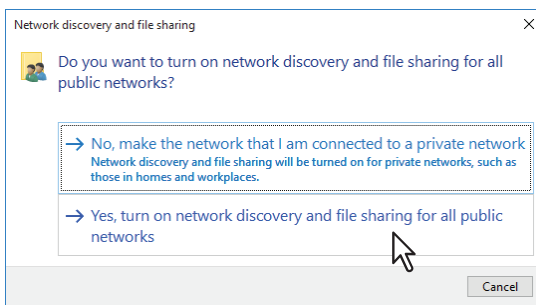 Network discovery and file sharing
Do you want to turn on network discovery and file sharing for all
public networks?
No, make the network that I am connected to a private network
Network discovery and file sharing will be turned on for private networks, such as
those in homes and workplaces.
Yes, turn on network discovery and file sharing for all public
networks
Cancel